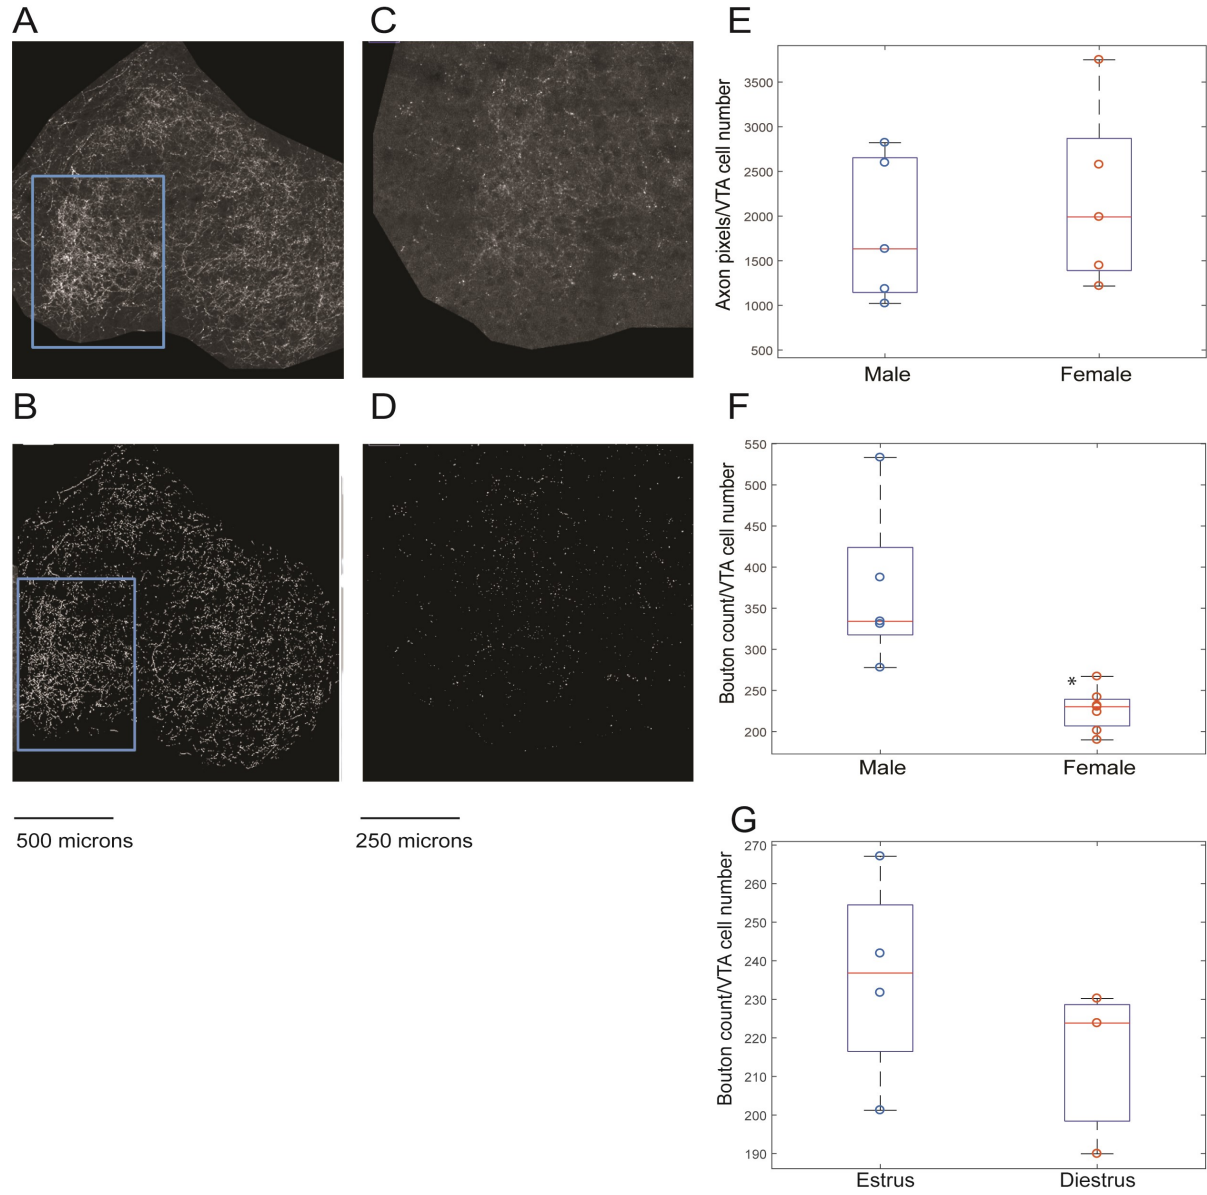 A
C
E
Axon pixels/VTA cell number
3500
3000
2500
2000
1500
1000
500
Male
Female
B
D
F
Bouton count/VTA cell number
550
500
450
400
350
300
250
200
*
Male
Female
500 microns
250 microns
G
Bouton count/VTA cell number
270
260
250
240
230
220
210
200
190
Estrus
Diestrus